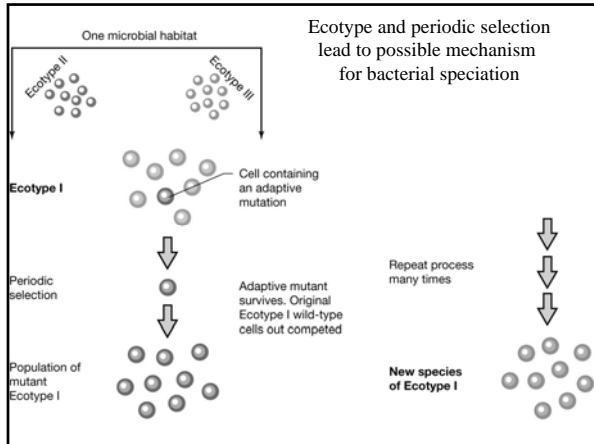 Ecotype and periodic selection
lead to possible mechanism
for bacterial speciation
One microbial habitat
Ecotype II
Ecotype III
Ecotype I
Cell containing
an adaptive
mutation
Periodic
selection
Adaptive mutant
survives. Original
Ecotype I wild-type
cells out competed
Population of
mutant
Ecotype I
Repeat process
many times
New species
of Ecotype I